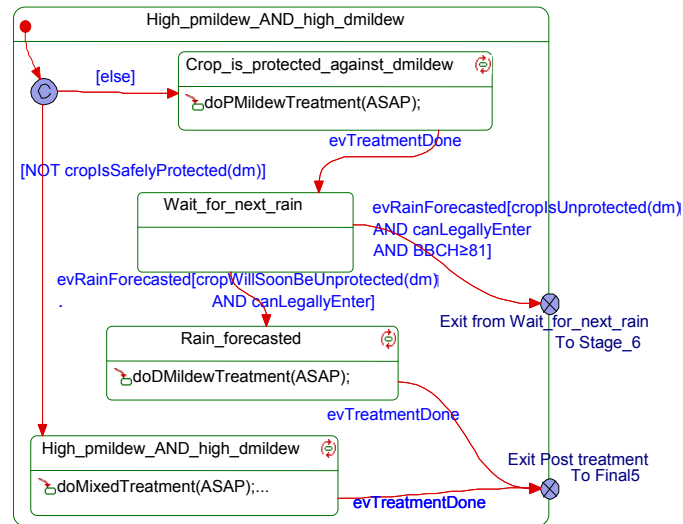 High_pmildew_AND_high_dmildew
C
[else]
Crop_is_protected_against_dmildew
doPMildewTreatment(ASAP);
evTreatmentDone
[NOT cropIsSafelyProtected(dm)]
Wait_for_next_rain
evRainForecasted[cropIsUnprotected(dm)
AND canLegallyEnter
AND BBCH≥81]
evRainForecasted[cropWillSoonBeUnprotected(dm)
. AND canLegallyEnter]
Exit from Wait_for_next_rain
To Stage_6
Rain_forecasted
doDMildewTreatment(ASAP);
evTreatmentDone
High_pmildew_AND_high_dmildew
doMixedTreatment(ASAP);...
evTreatmentDone
Exit Post treatment
To Final5